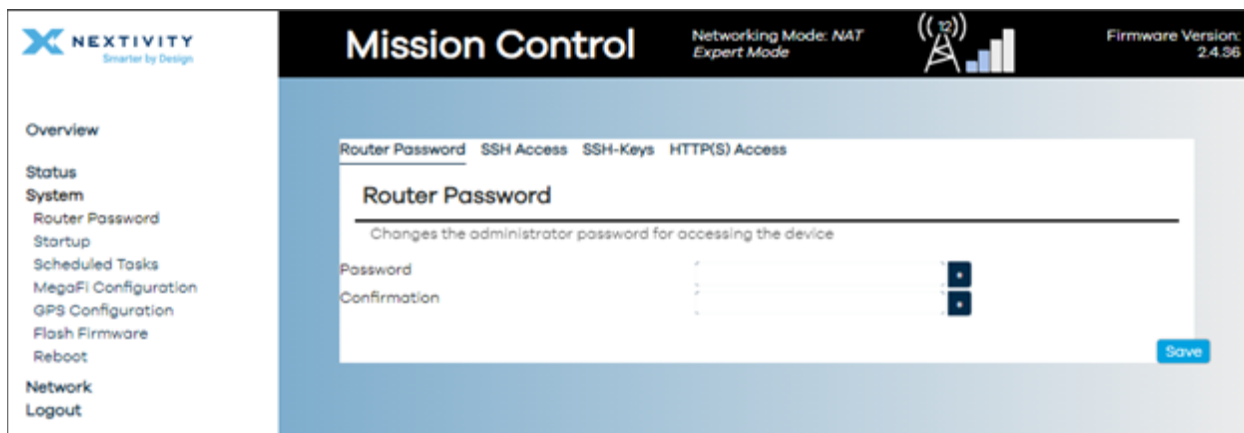 NEXTIVITY
Smarter by Design
Mission Control
Networking Mode: NAT
Expert Mode
12
Firmware Version:
2.4.36
Overview
Status
System
Router Password
Startup
Scheduled Tasks
MegaFi Configuration
GPS Configuration
Flash Firmware
Reboot
Network
Logout
Router Password SSH Access SSH-Keys HTTP(S) Access
Router Password
Changes the administrator password for accessing the device
Password
Confirmation
Save